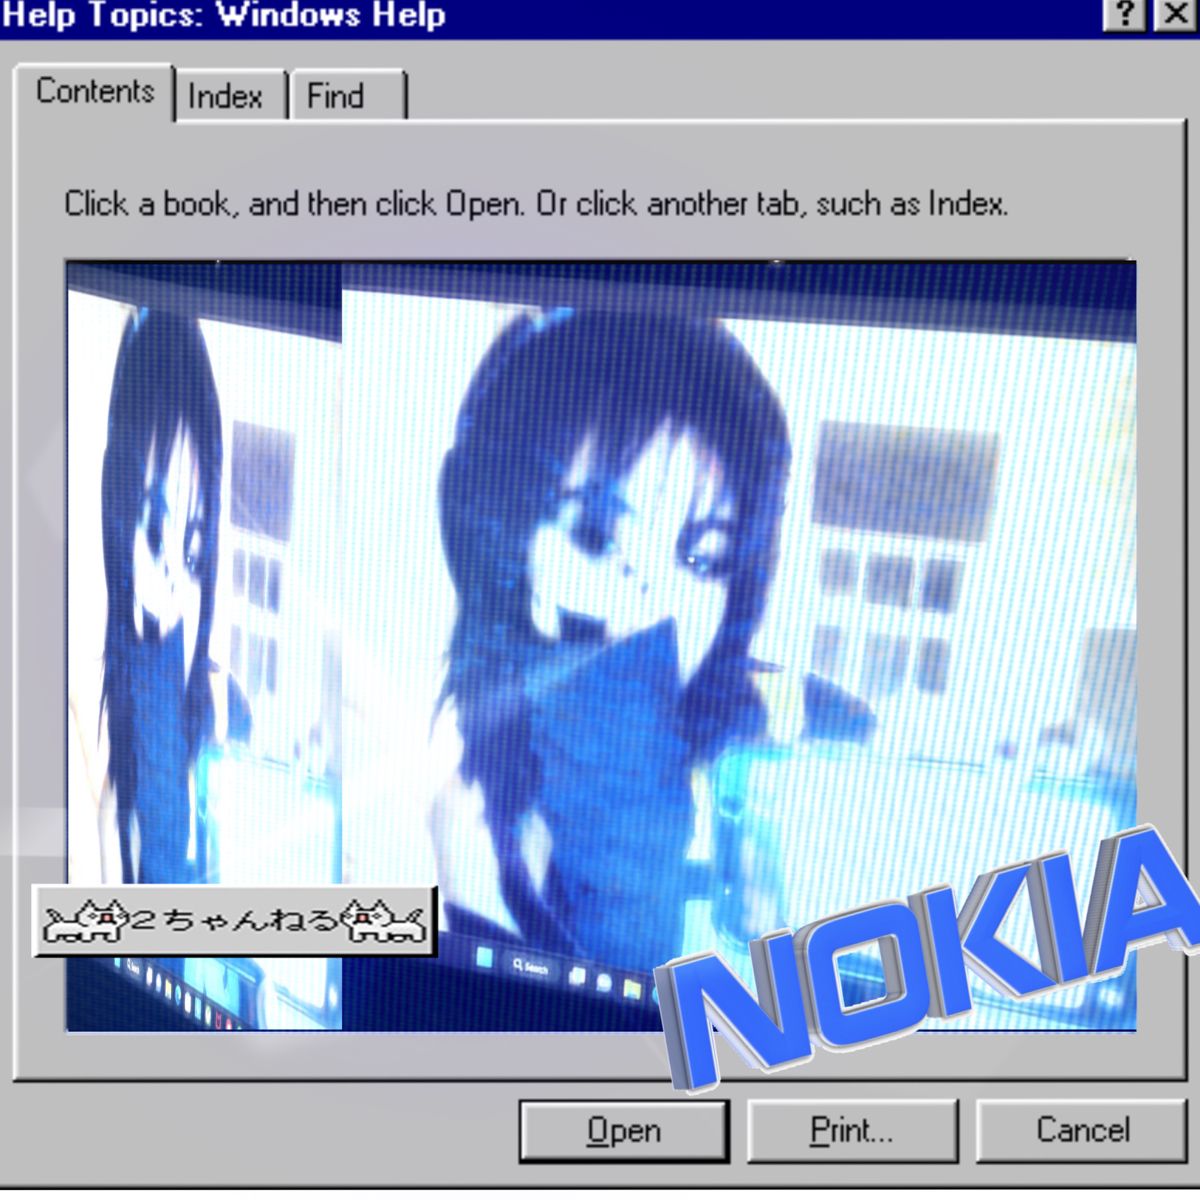 Help Topics: Windows Help
Contents
Index
Find
Click a book, and then click Open. Or click another tab, such as Index.
2ちゃんねる
Search
NOKIA
Open
Print...
Cancel